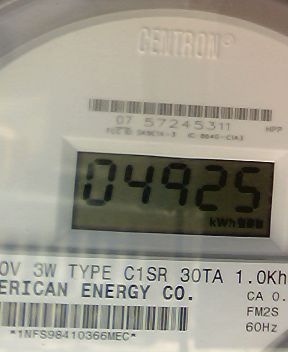 CENTRON®
07 57245311
HPP
04925
kWh
0V 3W TYPE C1SR 30TA 1.0Kh
ERICAN ENERGY CO.
CA 0.
FM2S
60Hz
*1NFS98410366MEC*